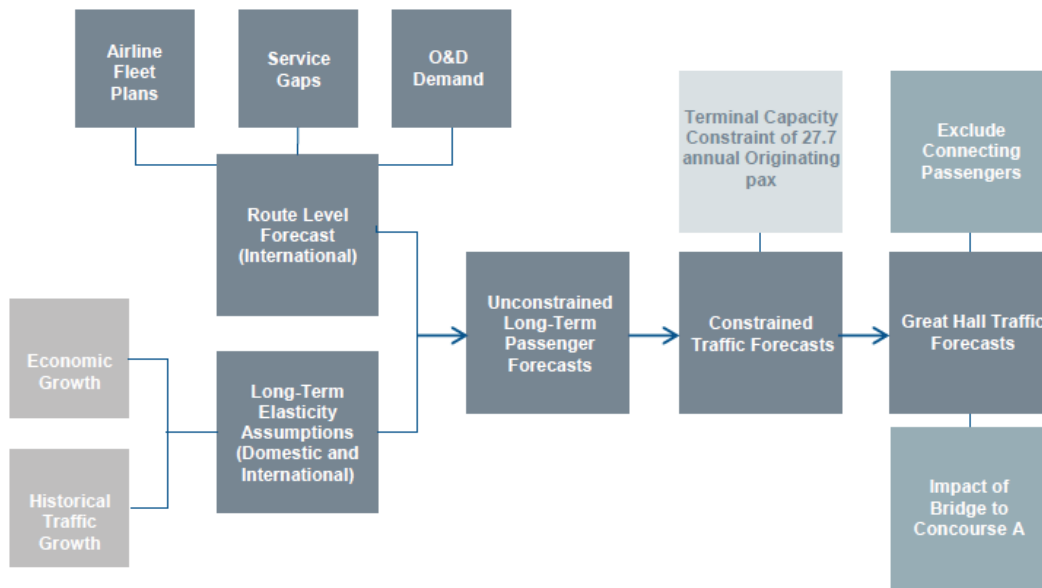 Airline
Fleet
Plans
Service
Gaps
O&D
Demand
Terminal Capacity
Constraint of 27.7
annual Originating
pax
Exclude
Connecting
Passengers
Route Level
Forecast
(International)
Economic
Growth
Historical
Traffic
Growth
Long-Term
Elasticity
Assumptions
(Domestic and
International)
Unconstrained
Long-Term
Passenger
Forecasts
Constrained
Traffic Forecasts
Great Hall Traffic
Forecasts
Impact of
Bridge to
Concourse A